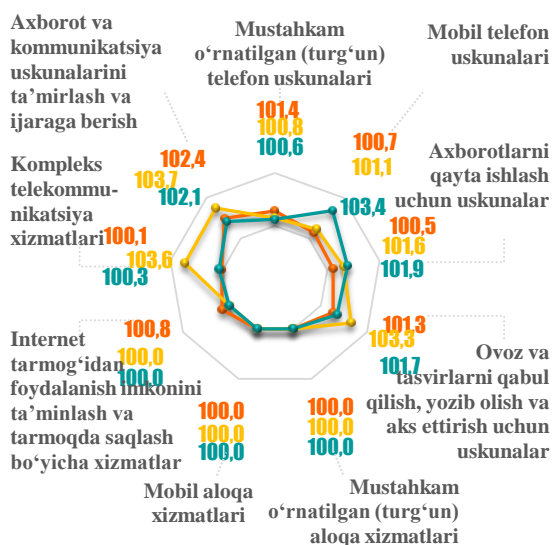 Axborot va
kommunikatsiya
uskunalarini
ta’mirlash va
ijaraga berish
102,4
103,7
102,1
Mustahkam
o‘rnatilgan (turg‘un)
telefon uskunalari
101,4
100,8
100,6
Mobil telefon
uskunalari
100,7
101,1
103,4
Axborotlarni
qayta ishlash
uchun uskunalar
100,5
101,6
101,9
Kompleks
telekommu-
nikatsiya
xizmatlari
100,1
103,6
100,3
101,3
103,3
101,7
Ovoz va
tasvirlarni qabul
qilish, yozib olish va
aks ettirish uchun
uskunalar
100,8
100,0
100,0
Internet
tarmog‘idan
foydalanish imkonini
ta’minlash va
tarmoqda saqlash
bo‘yicha xizmatlar
100,0
100,0
100,0
Mobil aloqa
xizmatlari
100,0
100,0
100,0
Mustahkam
o‘rnatilgan (turg‘un)
aloqa xizmatlari